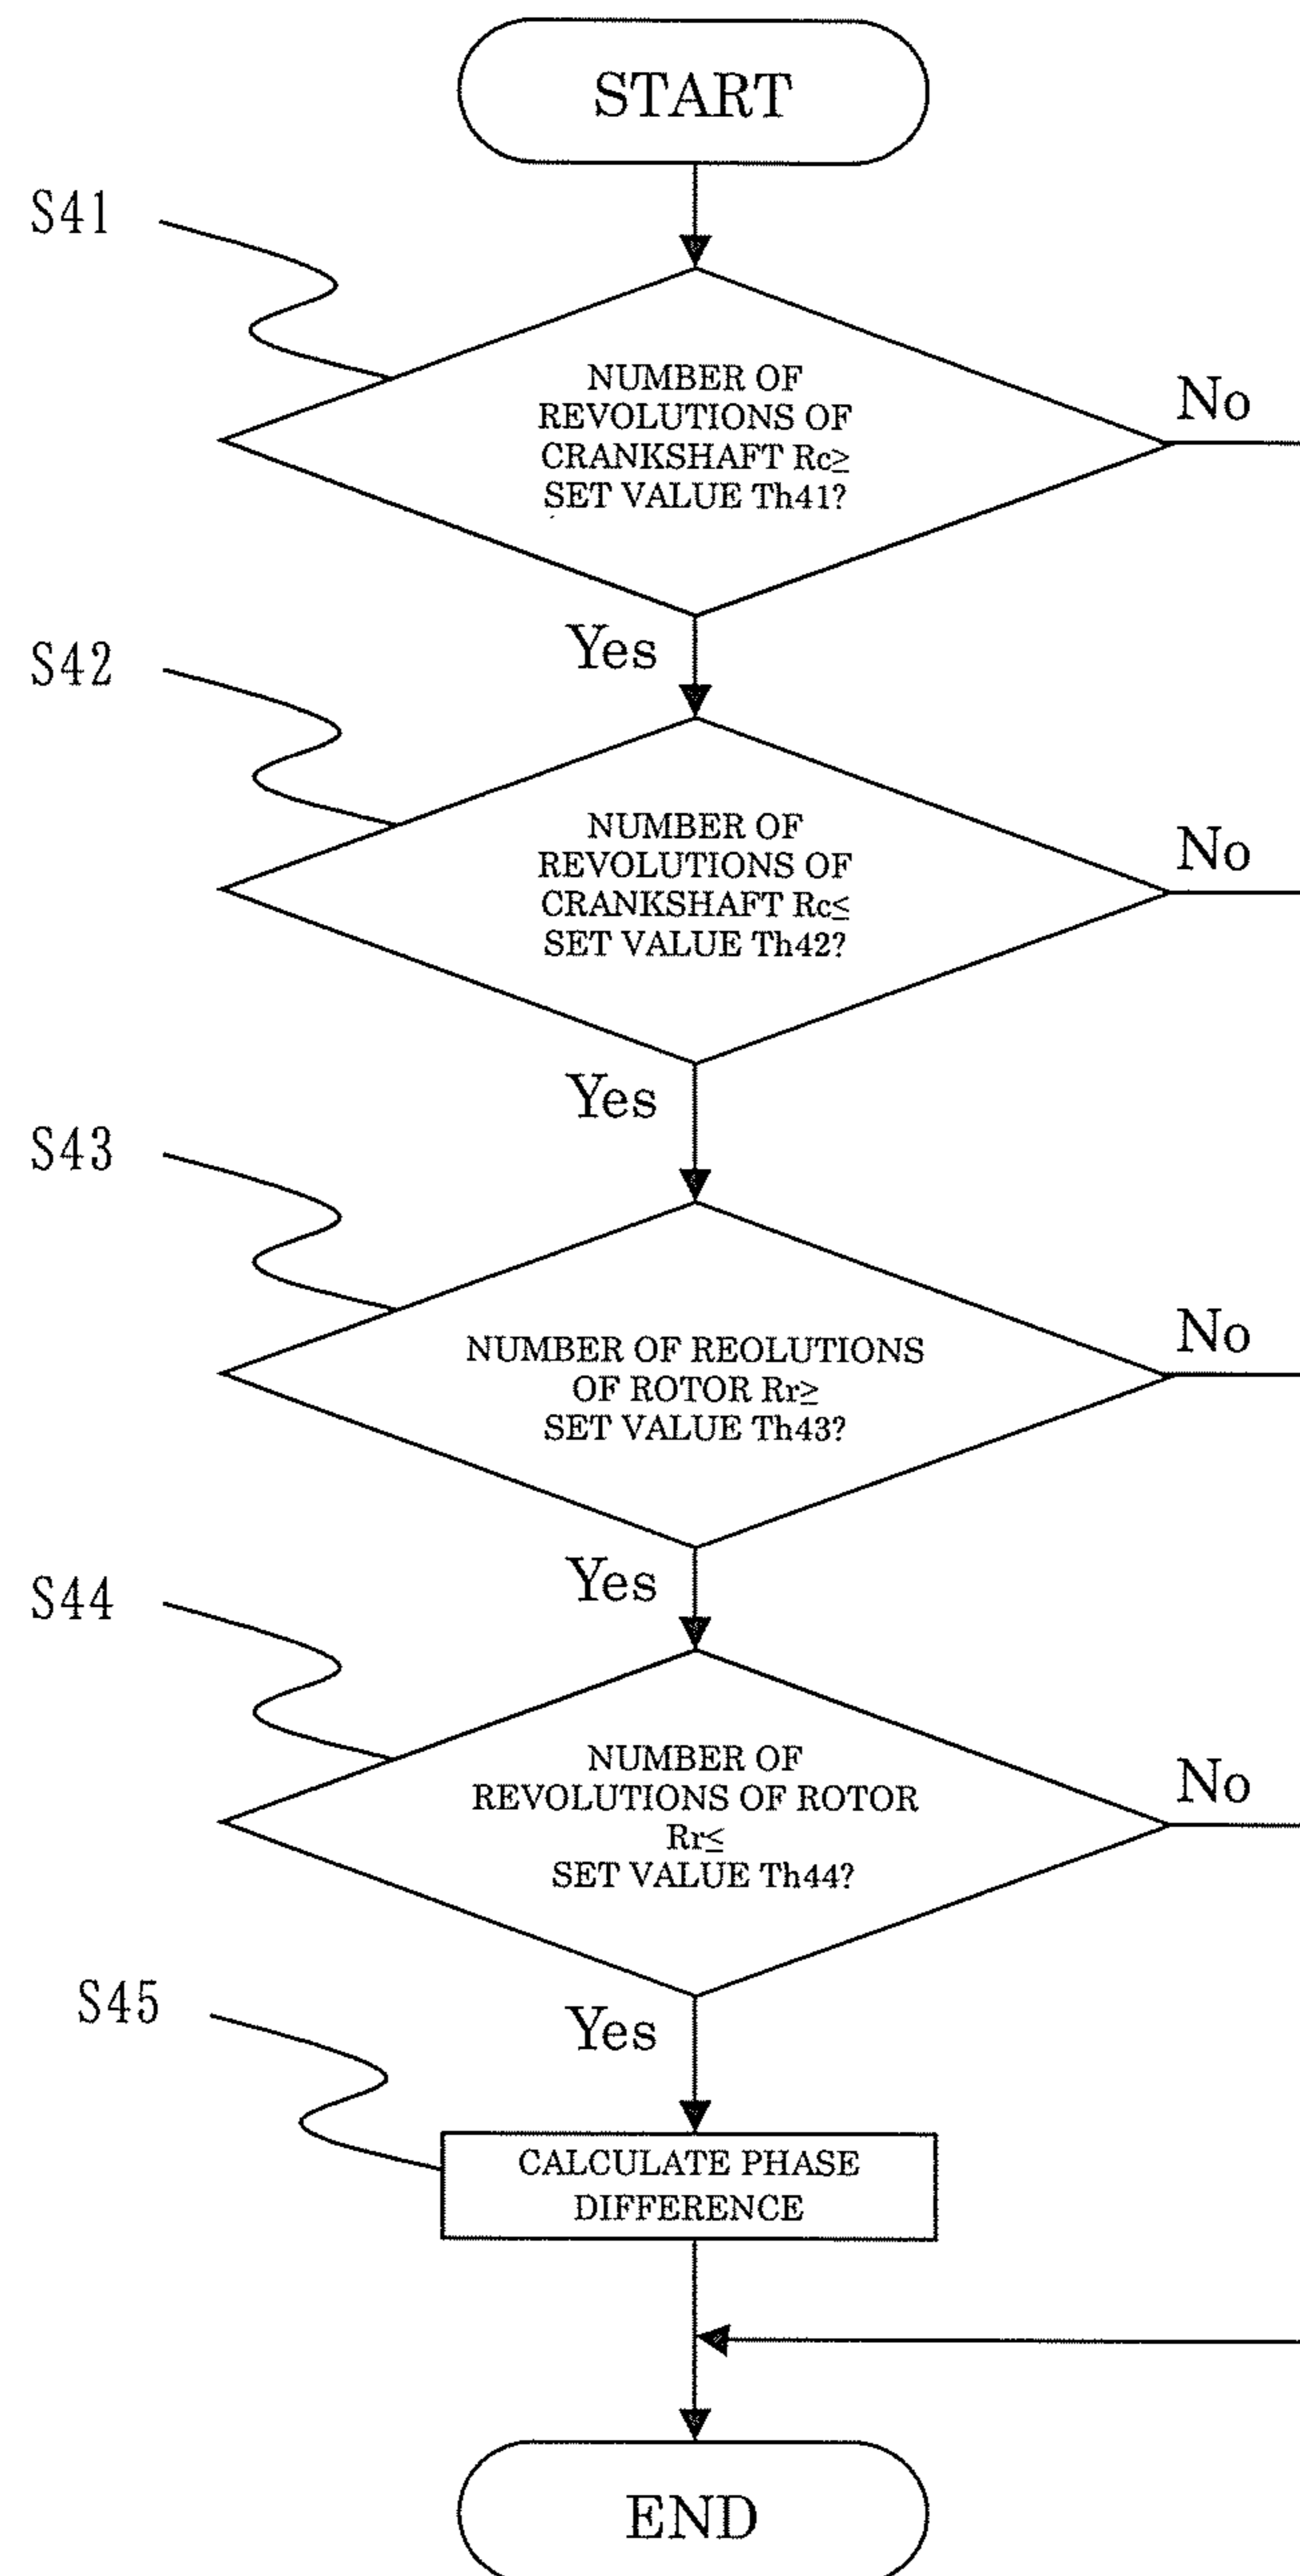 START
S41
NUMBER OF
REVOLUTIONS OF
CRANKSHAFT Rc≥
SET VALUE Th41?
No
Yes
S42
NUMBER OF
REVOLUTIONS OF
CRANKSHAFT Rc≤
SET VALUE Th42?
No
Yes
S43
NUMBER OF REOLUTIONS
OF ROTOR Rr≥
SET VALUE Th43?
No
Yes
S44
NUMBER OF
REVOLUTIONS OF ROTOR
Rr≤
SET VALUE Th44?
No
Yes
S45
CALCULATE PHASE
DIFFERENCE
END